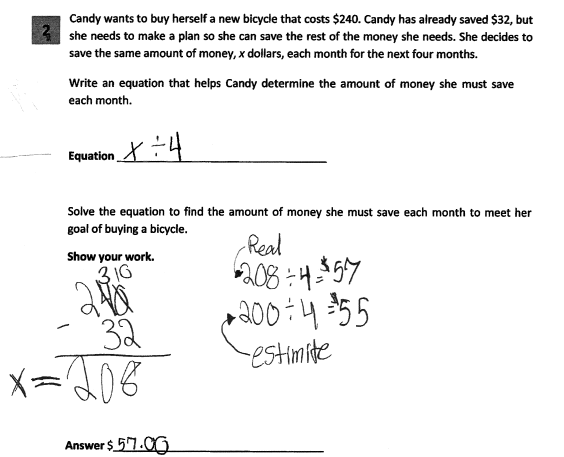 2
Candy wants to buy herself a new bicycle that costs $240. Candy has already saved $32, but
she needs to make a plan so she can save the rest of the money she needs. She decides to
save the same amount of money, x dollars, each month for the next four months.
Write an equation that helps Candy determine the amount of money she must save
each month.
Equation x ÷ 4
Solve the equation to find the amount of money she must save each month to meet her
goal of buying a bicycle.
Show your work.
3 10
240
- 32
x = 208
Real
208 ÷ 4 = $57
200 ÷ 4 = $55
estimite
Answer $ 57.00